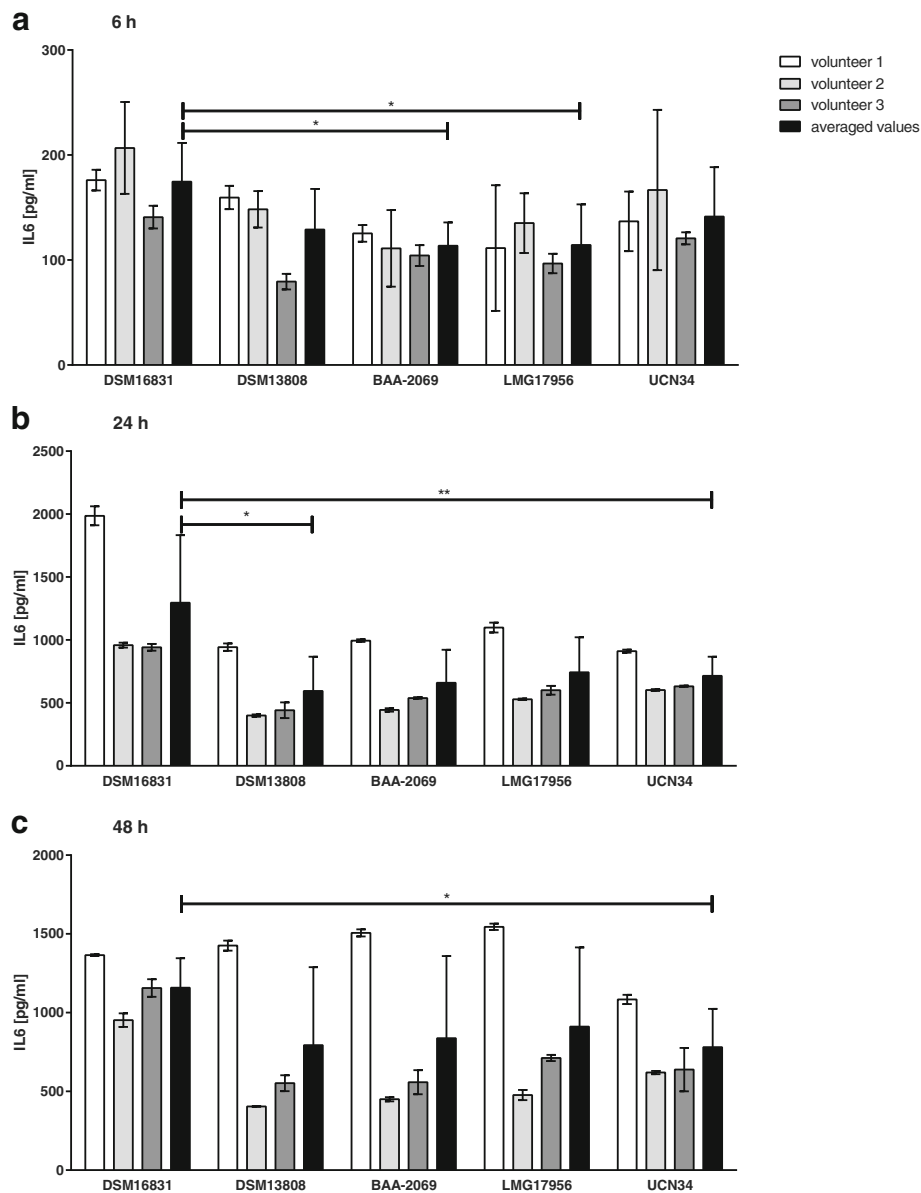 a 6 h
300
volunteer 1
volunteer 2
volunteer 3
averaged values
*
*
200
IL6 [pg/ml]
100
0
DSM16831 DSM13808 BAA-2069 LMG17956 UCN34
b 24 h
2500
**
2000
*
1500
IL6 [pg/ml]
1000
500
0
DSM16831 DSM13808 BAA-2069 LMG17956 UCN34
c 48 h
2000
*
1500
IL6 [pg/ml]
1000
500
0
DSM16831 DSM13808 BAA-2069 LMG17956 UCN34